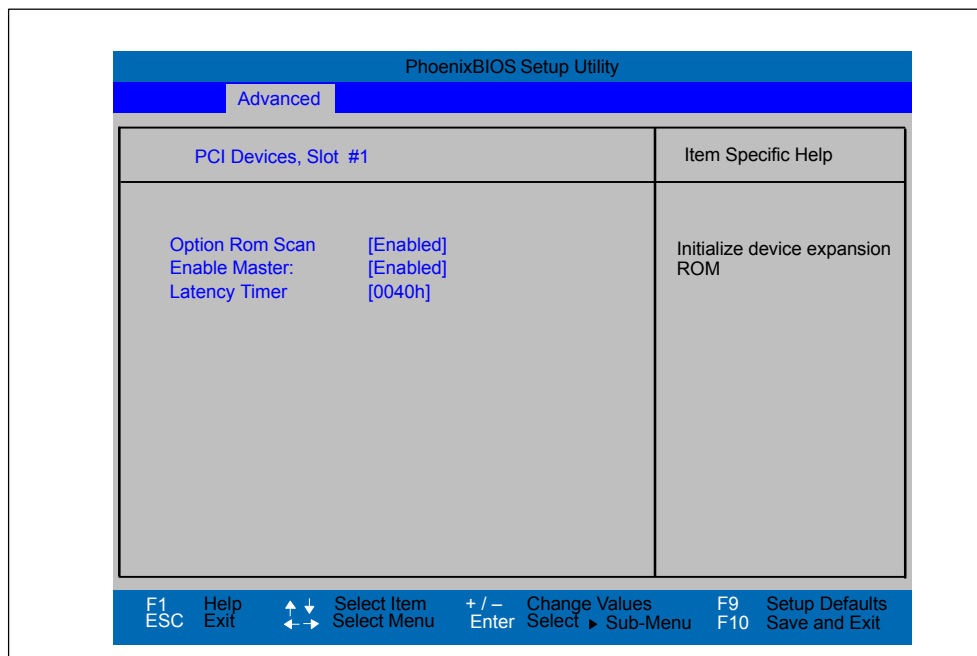 PhoenixBIOS Setup Utility
Advanced
PCI Devices, Slot #1
Item Specific Help
Option Rom Scan [Enabled]
Enable Master: [Enabled]
Latency Timer [0040h]
Initialize device expansion
ROM
F1 Help Select Item + / – Change Values F9 Setup Defaults
ESC Exit Select Menu Enter Select ▶ Sub-Menu F10 Save and Exit